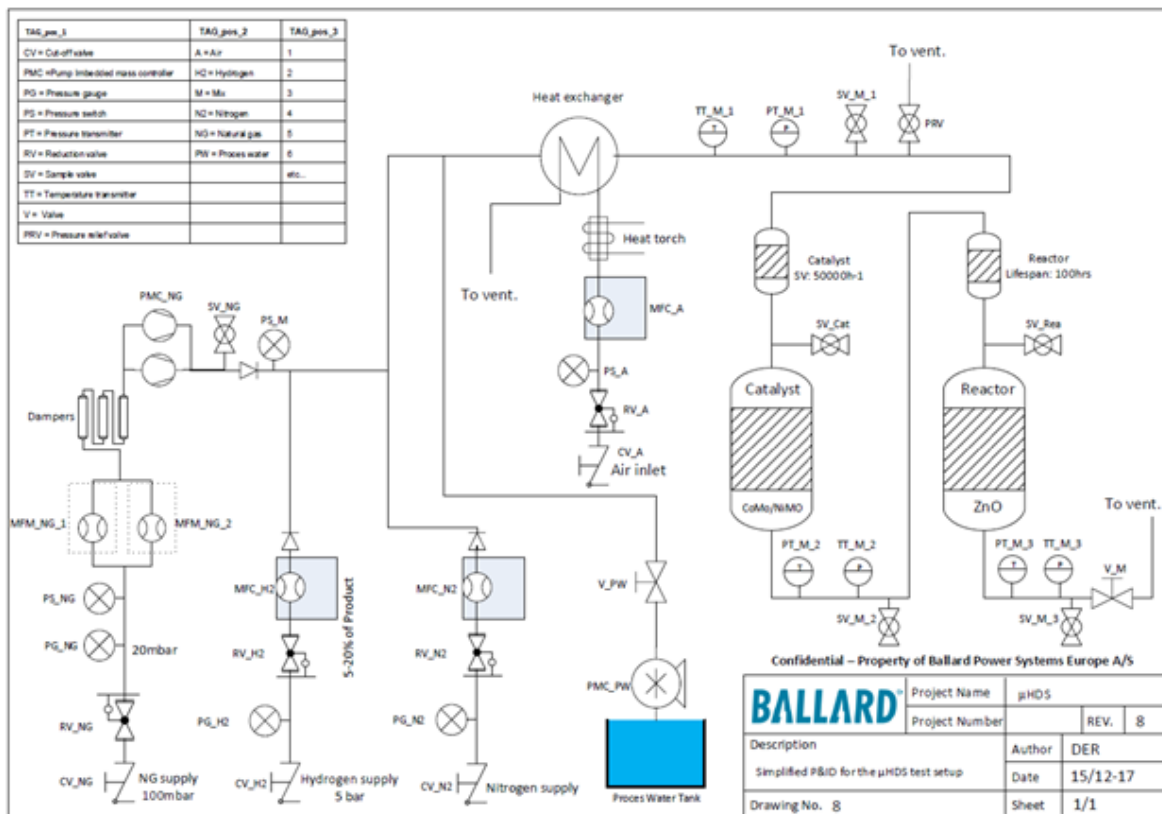 TAG_pos_1 TAG_pos_2 TAG_pos_3
CV = Cut-off valve A = Air 1
PMC =Pump Imbedded mass controller H2 = Hydrogen 2
PG = Pressure gauge M = Mix 3
PS = Pressure switch N2 = Nitrogen 4
PT = Pressure transmitter NG = Natural gas 5
RV = Reduction valve PW = Proces water 6
SV = Sample valve etc..
TT = Temperature transmitter
V = Valve
PRV = Pressure relief valve
To vent.
Heat exchanger
SV_M_1
TT_M_1
PT_M_1
PRV
T
P
Heat torch
To vent.
MFC_A
PS_A
RV_A
CV_A
Air inlet
Catalyst
SV: 50000h-1
Reactor
Lifespan: 100hrs
SV_Cat
SV_Rea
PMC_NG
SV_NG
PS_M
Dampers
MFM_NG_1
MFM_NG_2
PS_NG
PG_NG
20mbar
RV_NG
CV_NG
NG supply
100mbar
MFC_H2
5-20% of Product
RV_H2
PG_H2
CV_H2
Hydrogen supply
5 bar
MFC_N2
RV_N2
PG_N2
CV_N2
Nitrogen supply
V_PW
PMC_PW
Proces Water Tank
Catalyst
CoMo/NiMO
Reactor
ZnO
To vent.
PT_M_2
TT_M_2
T
P
SV_M_2
PT_M_3
TT_M_3
T
P
V_M
SV_M_3
Confidential – Property of Ballard Power Systems Europe A/S
BALLARD™
Project Name µHDS
Project Number REV. 8
Description
Simplified P&ID for the µHDS test setup
Author DER
Date 15/12-17
Drawing No. 8
Sheet 1/1